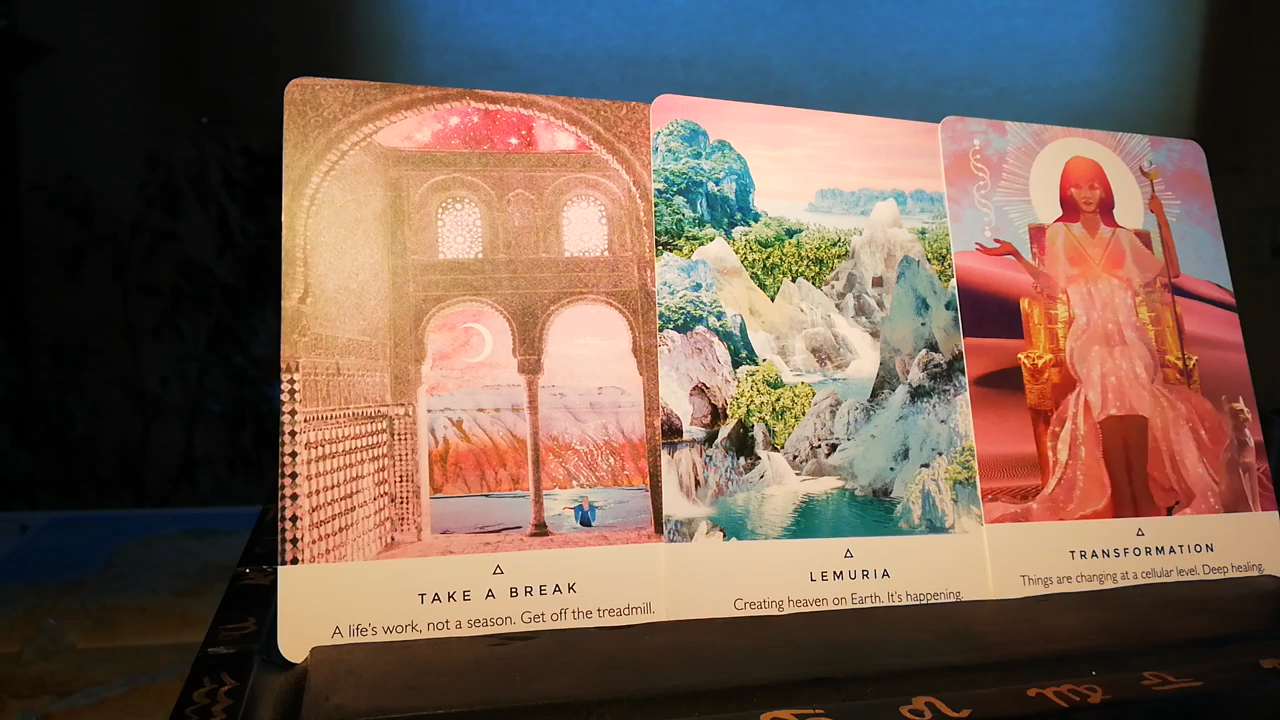 TAKE A BREAK
A life's work, not a season. Get off the treadmill.
LEMURIA
Creating heaven on Earth. It's happening.
TRANSFORMATION
Things are changing at a cellular level. Deep healing.